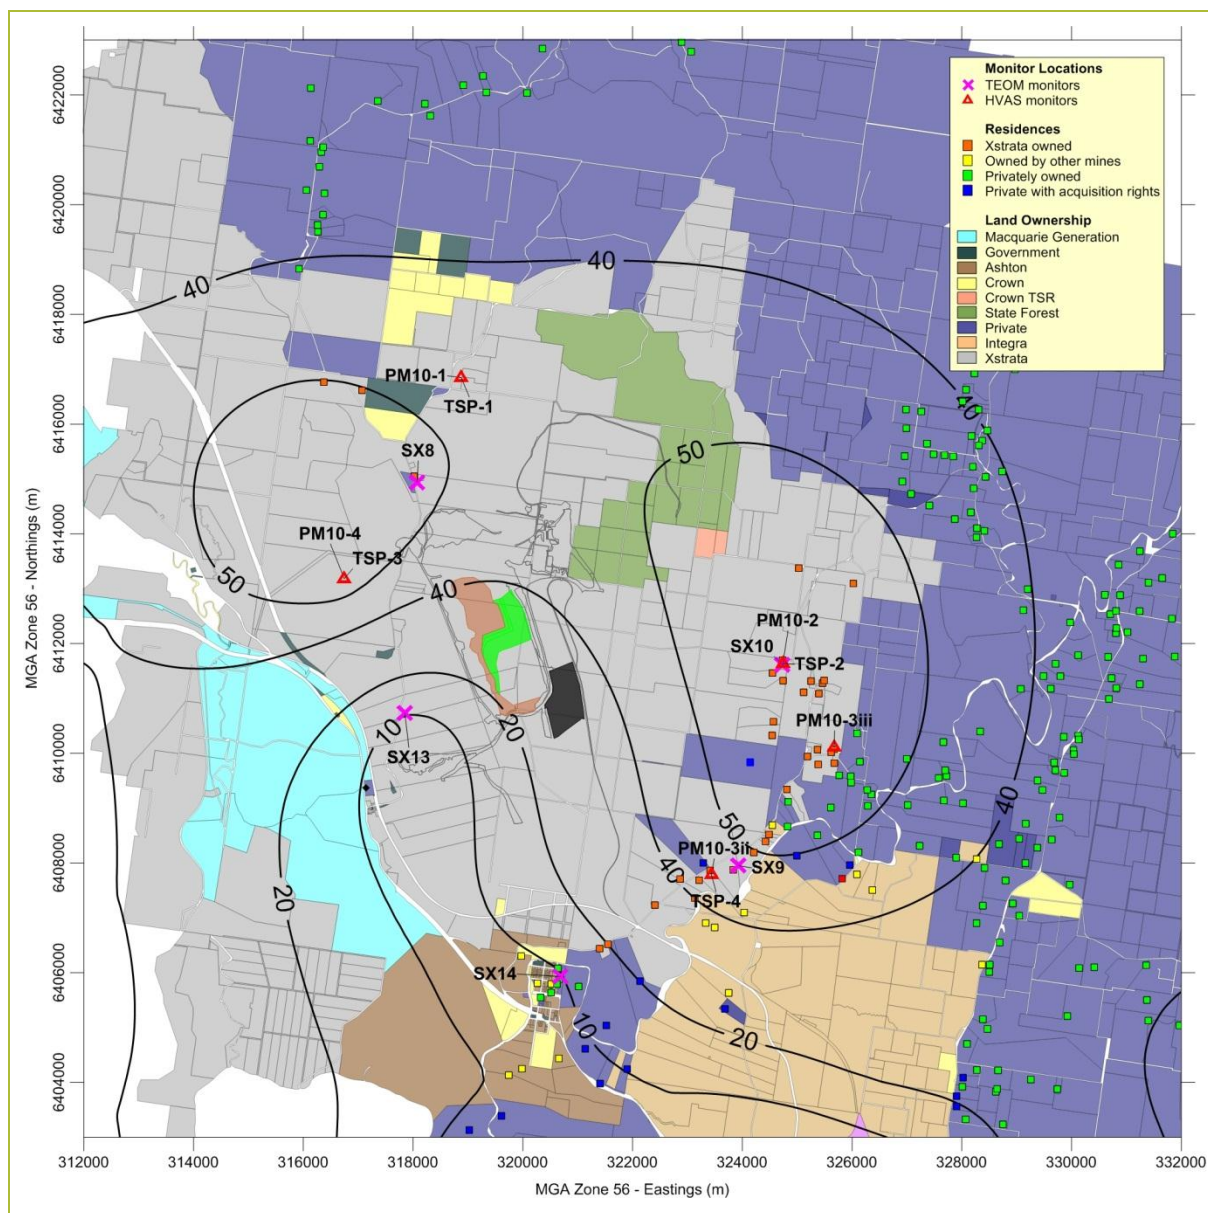 Monitor Locations
TEOM monitors
HVAS monitors
Residences
Xstrata owned
Owned by other mines
Privately owned
Private with acquisition rights
Land Ownership
Macquarie Generation
Government
Ashton
Crown
Crown TSR
State Forest
Private
Integra
Xstrata
MGA Zone 56 - Northings (m)
6422000
6420000
6418000
6416000
6414000
6412000
6410000
6408000
6406000
6404000
40
40
40
PM10-1
TSP-1
50
SX8
PM10-4
TSP-3
50
40
PM10-2
SX10
TSP-2
PM10-3iii
SX13
10
20
40
50
PM10-3ii
SX9
TSP-4
40
20
SX14
10
20
312000
314000
316000
318000
320000
322000
324000
326000
328000
330000
332000
MGA Zone 56 - Eastings (m)